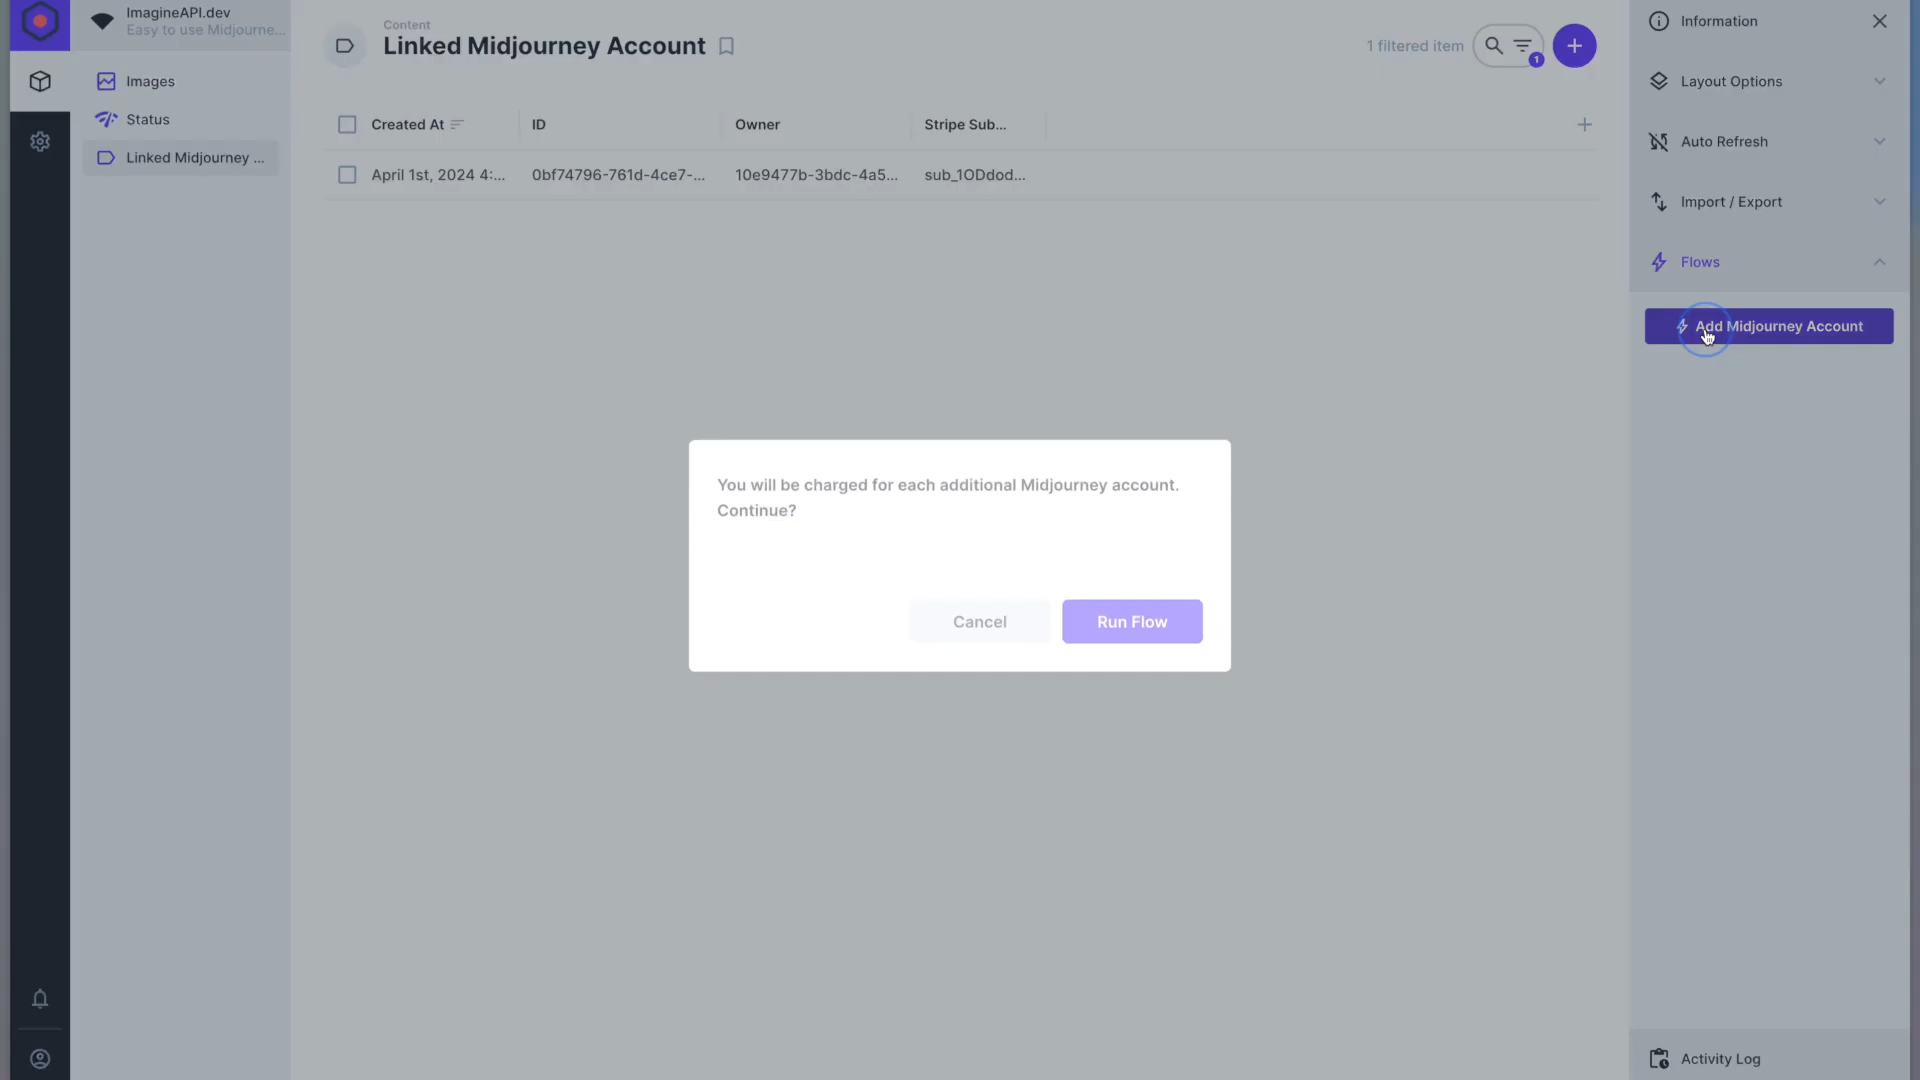 ImagineAPI.dev
Easy to use Midjourne...
Images
Status
Linked Midjourney ...
Content
Linked Midjourney Account
1 filtered item
1
Created At
ID
Owner
Stripe Sub...
April 1st, 2024 4:...
0bf74796-761d-4ce7-...
10e9477b-3bdc-4a5...
sub_1ODdod...
You will be charged for each additional Midjourney account.
Continue?
Cancel
Run Flow
Information
Layout Options
Auto Refresh
Import / Export
Flows
Add Midjourney Account
Activity Log